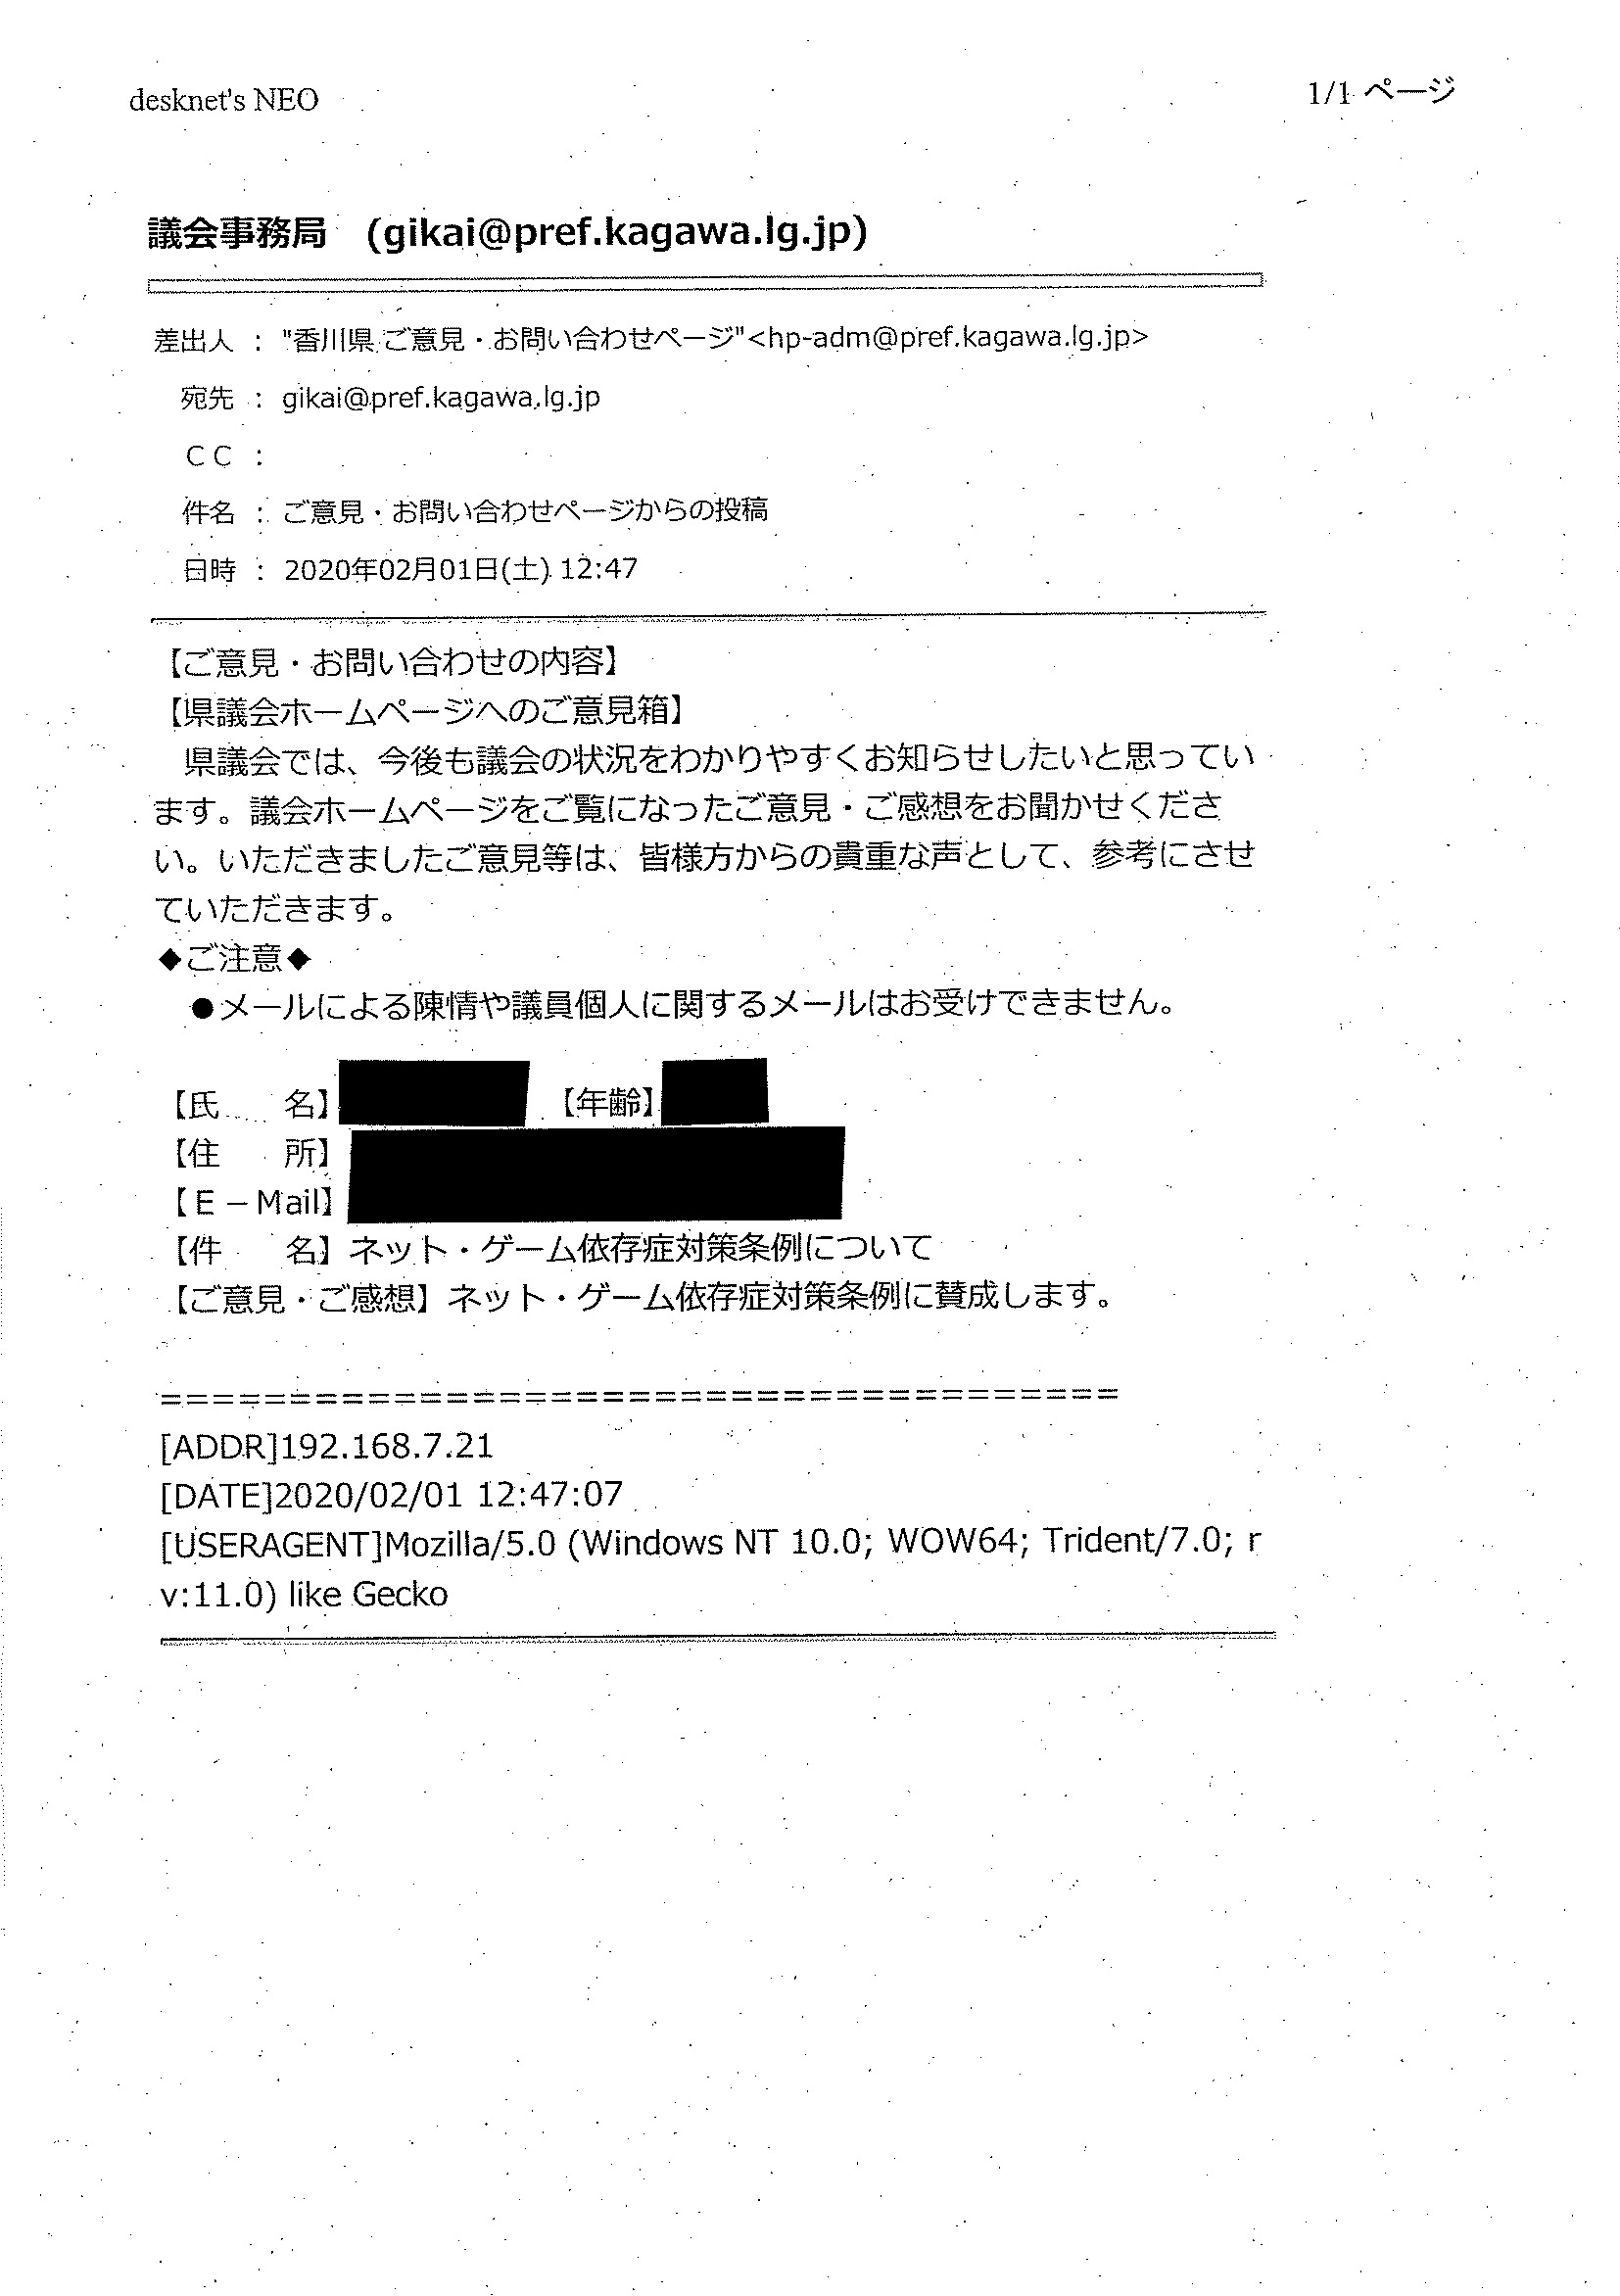 desknet's NEO
1/1 ページ
議会事務局　(gikai@pref.kagawa.lg.jp)
差出人 ： "香川県 ご意見・お問い合わせページ"<hp-adm@pref.kagawa.lg.jp>
宛先 ： gikai@pref.kagawa.lg.jp
ＣＣ ：
件名 ： ご意見・お問い合わせページからの投稿
日時 ： 2020年02月01日(土) 12:47
【ご意見・お問い合わせの内容】
【県議会ホームページへのご意見箱】
　県議会では、今後も議会の状況をわかりやすくお知らせしたいと思ってい
ます。議会ホームページをご覧になったご意見・ご感想をお聞かせくださ
い。いただきましたご意見等は、皆様方からの貴重な声として、参考にさせ
ていただきます。
◆ご注意◆
　●メールによる陳情や議員個人に関するメールはお受けできません。
【氏　　名】　【年齢】
【住　　所】
【Ｅ－Mail】
【件　　名】ネット・ゲーム依存症対策条例について
【ご意見・ご感想】ネット・ゲーム依存症対策条例に賛成します。
=====================================
[ADDR]192.168.7.21
[DATE]2020/02/01 12:47:07
[USERAGENT]Mozilla/5.0 (Windows NT 10.0; WOW64; Trident/7.0; r
v:11.0) like Gecko